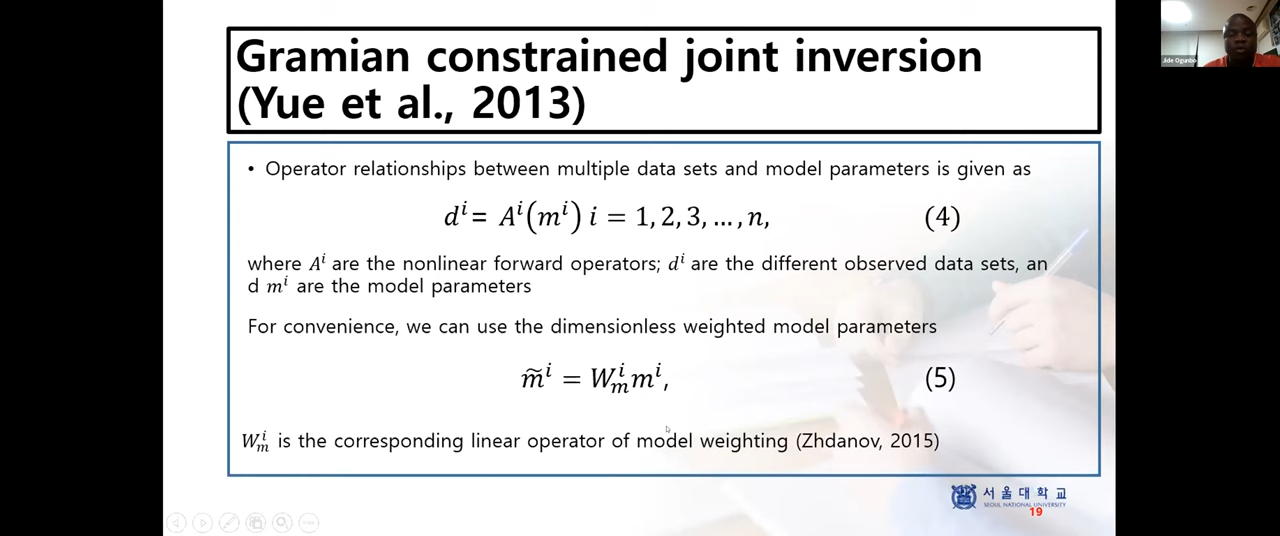 Gramian constrained joint inversion
(Yue et al., 2013)
Jide Ogunbo
• Operator relationships between multiple data sets and model parameters is given as
dⁱ= Aⁱ(mⁱ) i = 1, 2, 3, …, n, (4)
where Aⁱ are the nonlinear forward operators; dⁱ are the different observed data sets, an
d mⁱ are the model parameters
For convenience, we can use the dimensionless weighted model parameters
m̃ⁱ = Wₘⁱmⁱ, (5)
Wₘⁱ is the corresponding linear operator of model weighting (Zhdanov, 2015)
서울대학교
SEOUL NATIONAL UNIVERSITY
19